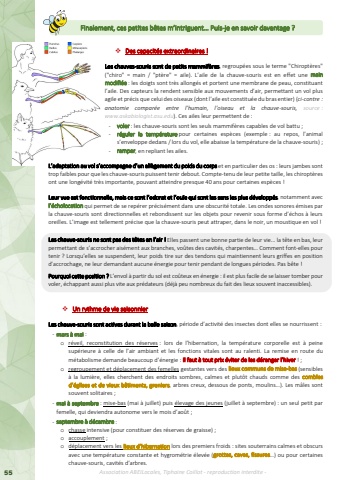 Finalement, ces petites bêtes m'intriguent... Puis-je en savoir davantage ?
Des capacités extraordinaires !
Les chauves-souris sont de petits mammifères, regroupées sous le terme "Chiroptères"
("chiro" = main / "ptère" = aile). L'aile de la chauve-souris est en effet une main
modifiée : les doigts sont très allongés et portent une membrane de peau, constituant
l'aile. Des capteurs la rendent sensible aux mouvements d'air, permettant un vol plus
agile et précis que celui des oiseaux (dont l'aile est constituée du bras entier) (ci-contre :
anatomie comparée entre l'humain, l'oiseau et la chauve-souris, source :
www.askabiologist.asu.edu). Ces ailes leur permettent de :
- voler : les chauve-souris sont les seuls mammifères capables de vol battu ;
- réguler la température pour certaines espèces (exemple : au repos, l'animal
s'enveloppe dedans / lors du vol, elle abaisse la température de la chauve-souris) ;
- ramper, en repliant les ailes.
L'adaptation au vol s'accompagne d'un allègement du poids du corps et en particulier des os : leurs jambes sont
trop faibles pour que les chauve-souris puissent tenir debout. Compte-tenu de leur petite taille, les chiroptères
ont une longévité très importante, pouvant atteindre presque 40 ans pour certaines espèces !
Leur vue est fonctionnelle, mais ce sont l'odorat et l'ouïe qui sont les sens les plus développés, notamment avec
l'écholocation qui permet de se repérer précisément dans une obscurité totale. Les ondes sonores émises par
la chauve-souris sont directionnelles et rebondissent sur les objets pour revenir sous forme d'échos à leurs
oreilles. L'image est tellement précise que la chauve-souris peut attraper, dans le noir, un moustique en vol !
Les chauve-souris ne sont pas des têtes en l'air ! Elles passent une bonne partie de leur vie... la tête en bas, leur
permettant de s'accrocher aisément aux branches, voûtes des cavités, charpentes... Comment font-elles pour
tenir ? Lorsqu'elles se suspendent, leur poids tire sur des tendons qui maintiennent leurs griffes en position
d'accrochage, ne leur demandant aucune énergie pour tenir pendant de longues périodes. Pas bête !
Pourquoi cette position ? L'envol à partir du sol est coûteux en énergie : il est plus facile de se laisser tomber pour
voler, échappant aussi plus vite aux prédateurs (déjà peu nombreux du fait des lieux souvent inaccessibles).
Un rythme de vie saisonnier
Les chauve-souris sont actives durant la belle saison, période d'activité des insectes dont elles se nourrissent :
- mars à mai :
o réveil, reconstitution des réserves : lors de l'hibernation, la température corporelle est à peine
supérieure à celle de l'air ambiant et les fonctions vitales sont au ralenti. La remise en route du
métabolisme demande beaucoup d'énergie : il faut à tout prix éviter de les déranger l'hiver ! ;
o regroupement et déplacement des femelles gestantes vers des lieux communs de mise-bas (sensibles
à la lumière, elles cherchent des endroits sombres, calmes et plutôt chauds comme des combles
d'églises et de vieux bâtiments, greniers, arbres creux, dessous de ponts, moulins...). Les mâles sont
souvent solitaires ;
- mai à septembre : mise-bas (mai à juillet) puis élevage des jeunes (juillet à septembre) : un seul petit par
femelle, qui deviendra autonome vers le mois d'août ;
- septembre à décembre :
o chasse intensive (pour constituer des réserves de graisse) ;
o accouplement ;
o déplacement vers les lieux d'hibernation lors des premiers froids : sites souterrains calmes et obscurs
avec une température constante et hygrométrie élevée (grottes, caves, fissures...) ou pour certaines
chauve-souris, cavités d'arbres.
55